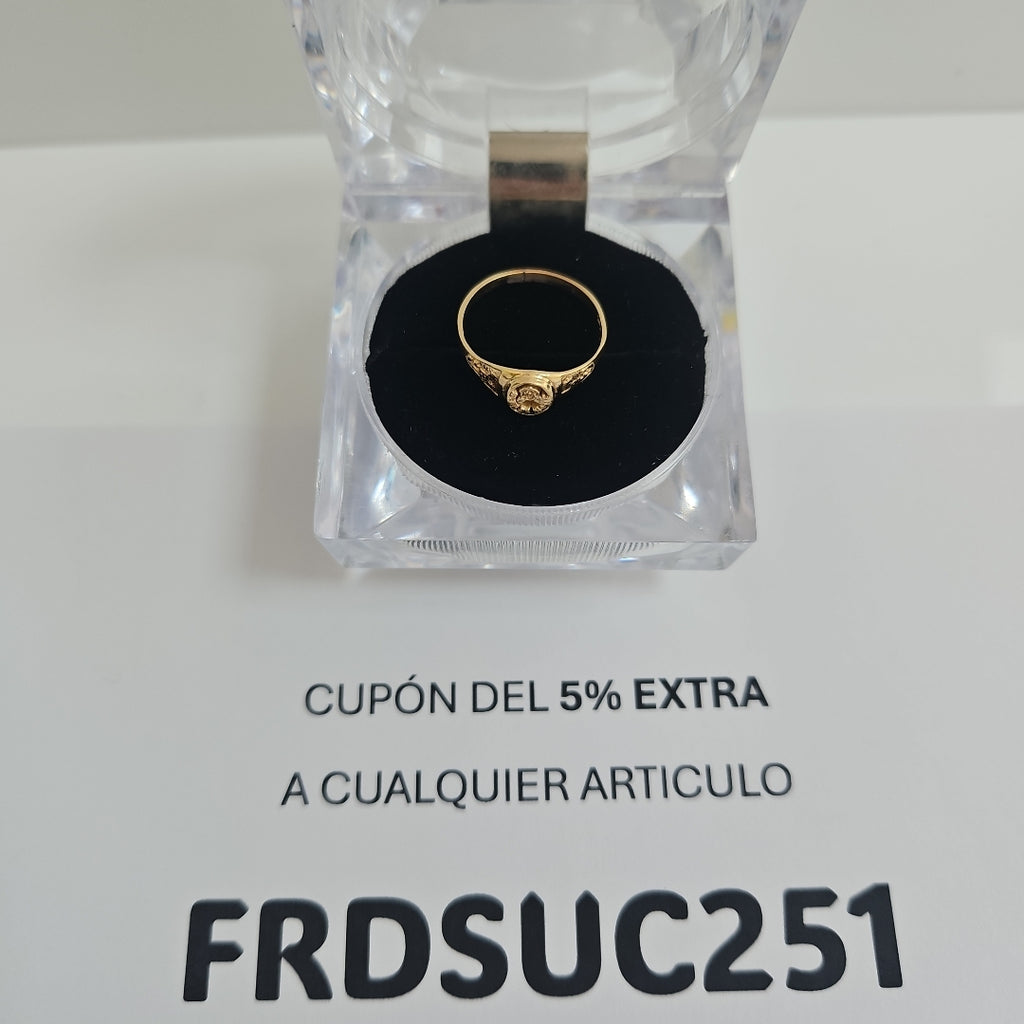 CUPÓN DEL 5% EXTRA
A CUALQUIER ARTICULO
FRDSUC251